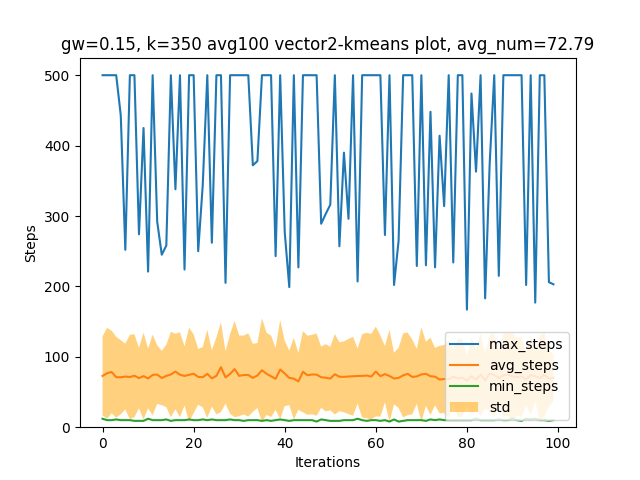 gw=0.15, k=350 avg100 vector2-kmeans plot, avg_num=72.79
500
400
300
200
100
0
Steps
max_steps
avg_steps
min_steps
std
0 20 40 60 80 100
Iterations